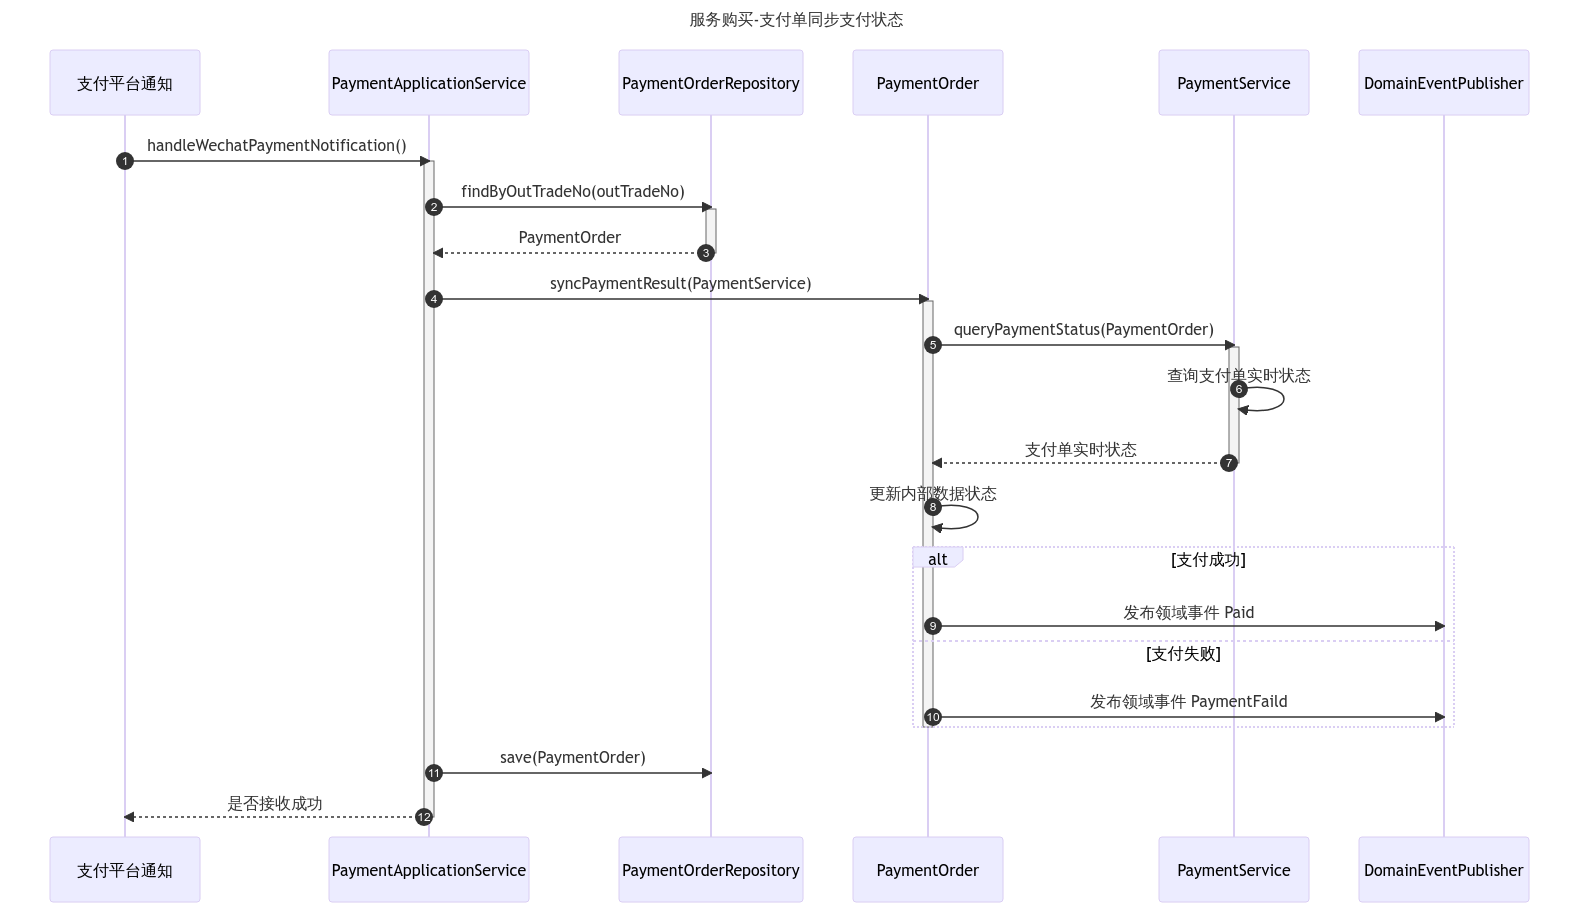 服务购买-支付单同步支付状态
支付平台通知
PaymentApplicationService
PaymentOrderRepository
PaymentOrder
PaymentService
DomainEventPublisher
handleWechatPaymentNotification()
1
findByOutTradeNo(outTradeNo)
2
PaymentOrder
3
syncPaymentResult(PaymentService)
4
queryPaymentStatus(PaymentOrder)
5
查询支付单实时状态
6
支付单实时状态
7
更新内部数据状态
8
alt
[支付成功]
发布领域事件 Paid
9
[支付失败]
发布领域事件 PaymentFaild
10
save(PaymentOrder)
11
是否接收成功
12
支付平台通知
PaymentApplicationService
PaymentOrderRepository
PaymentOrder
PaymentService
DomainEventPublisher